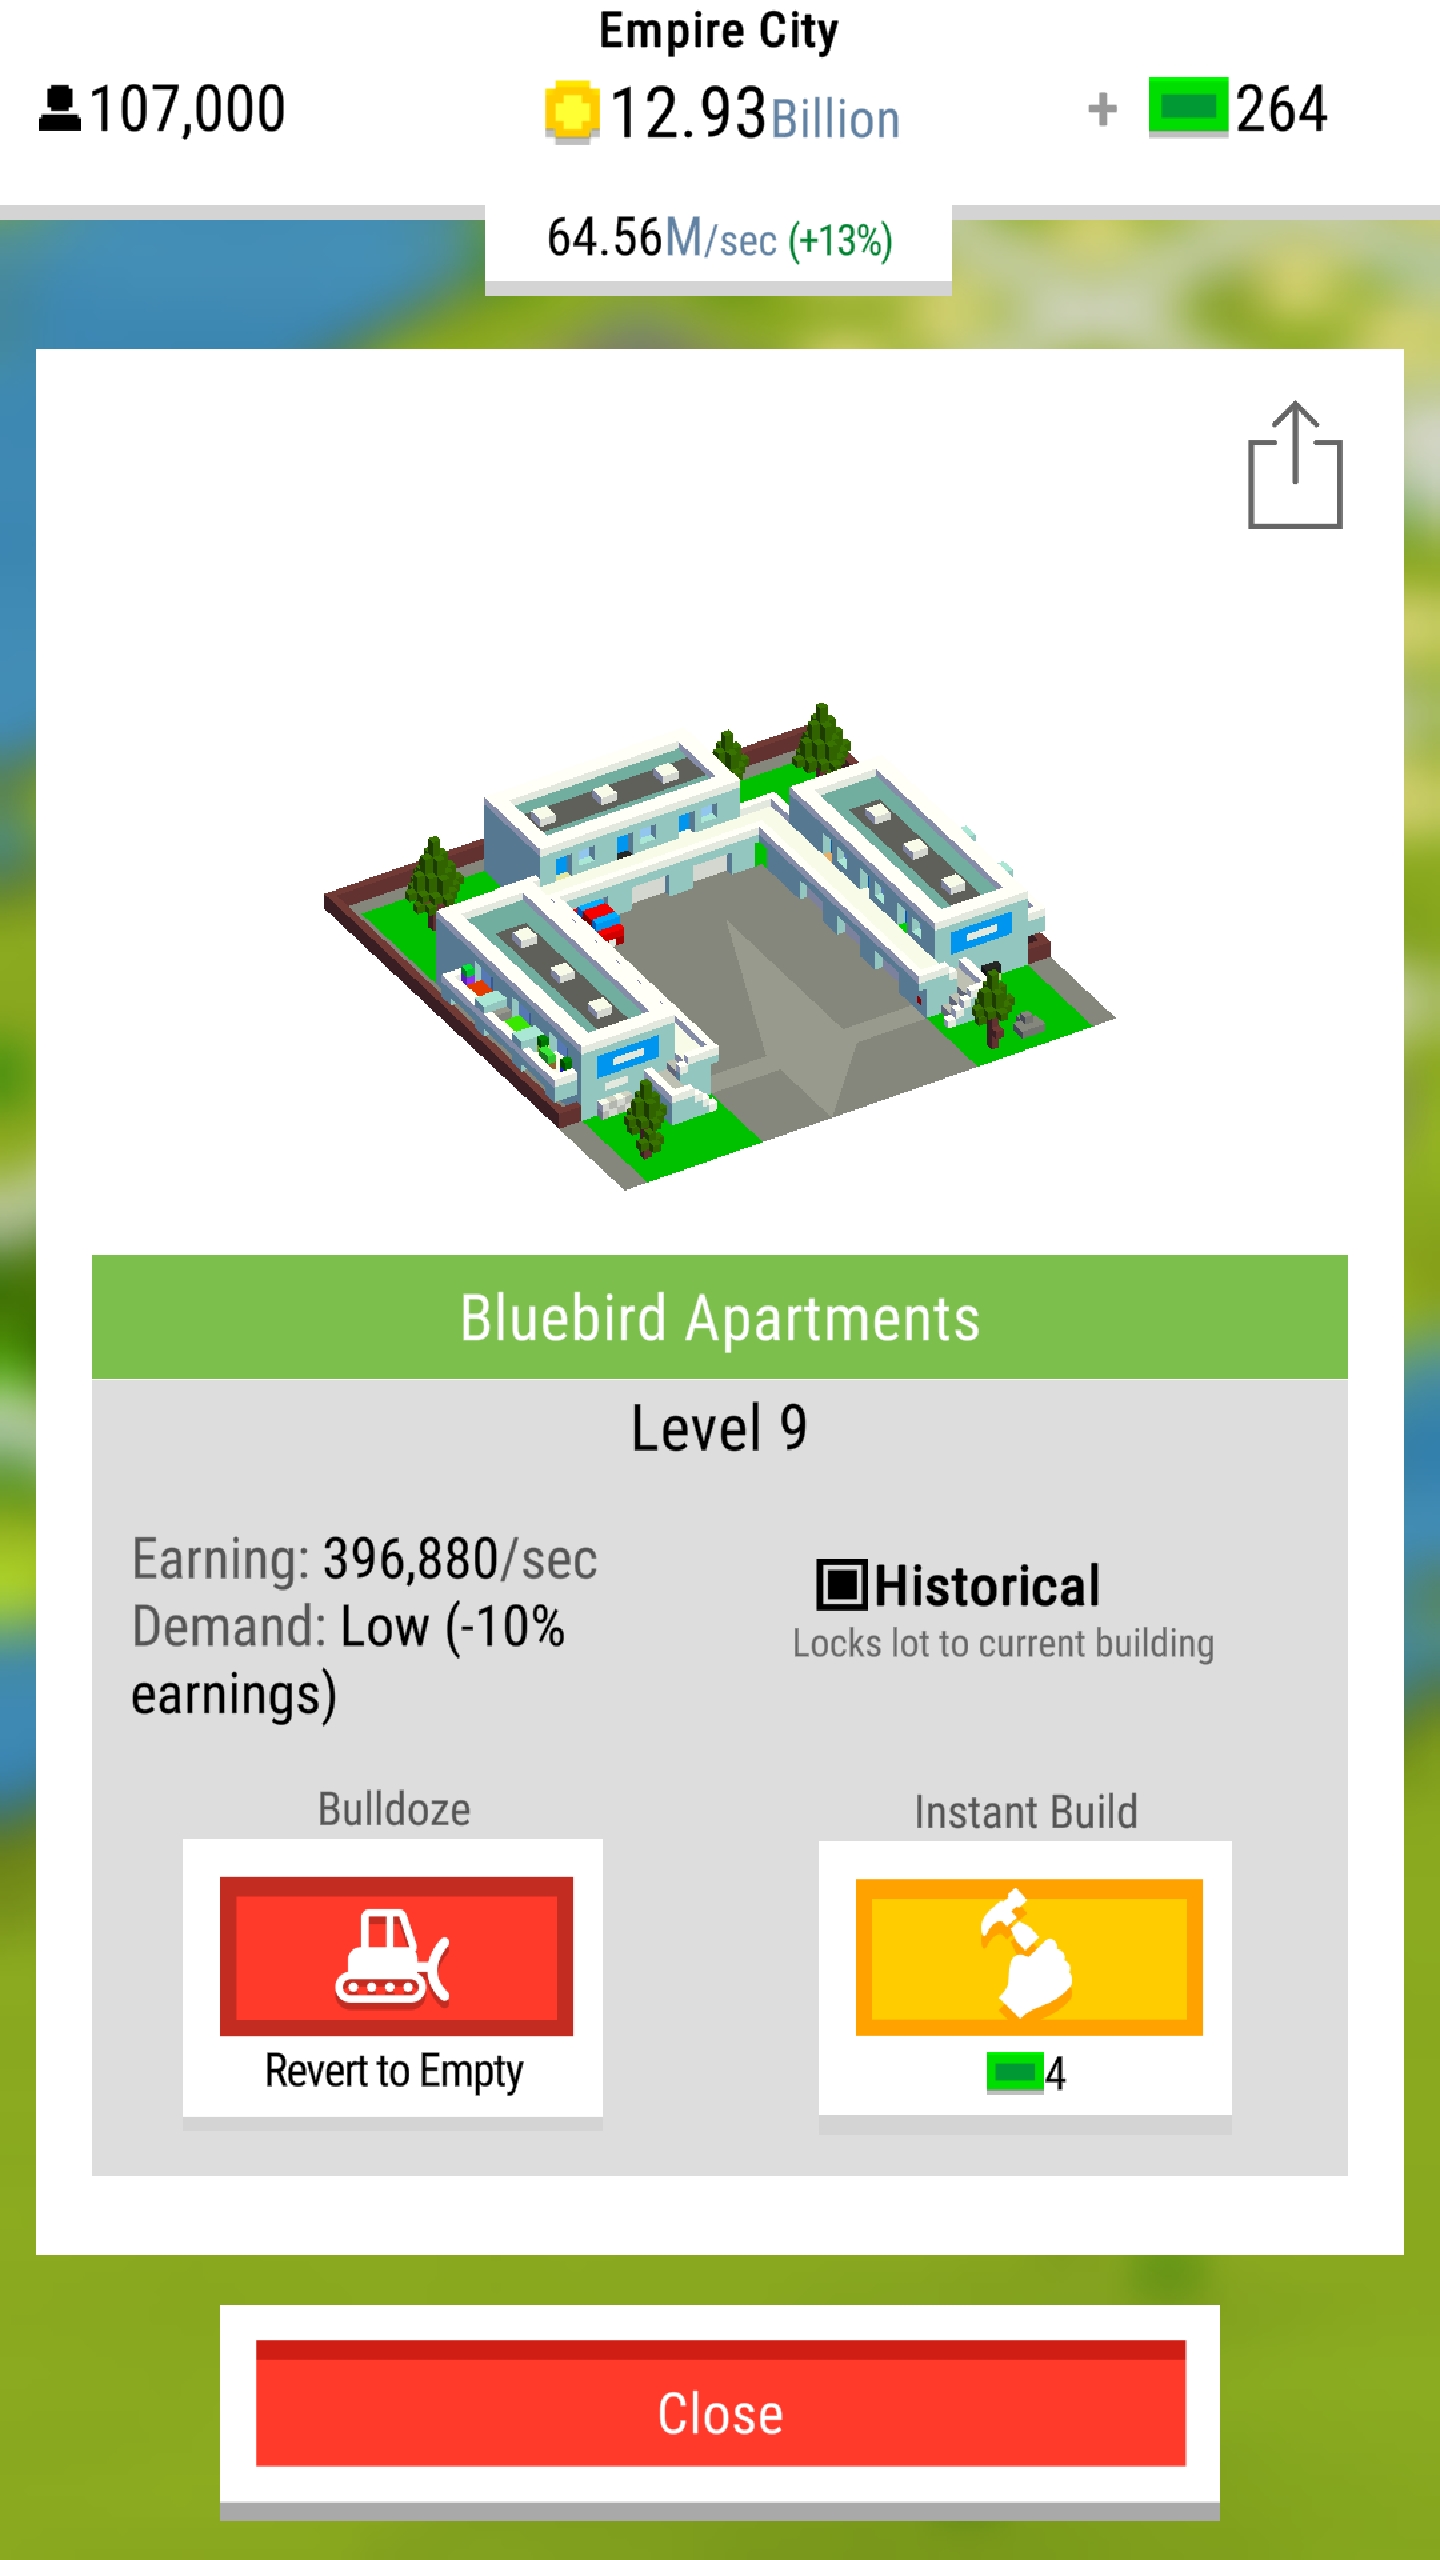 Empire City
107,000
12.93Billion
+ 264
64.56M/sec (+13%)
Bluebird Apartments
Level 9
Earning: 396,880/sec
Demand: Low (-10%
earnings)
Historical
Locks lot to current building
Bulldoze
Revert to Empty
Instant Build
4
Close